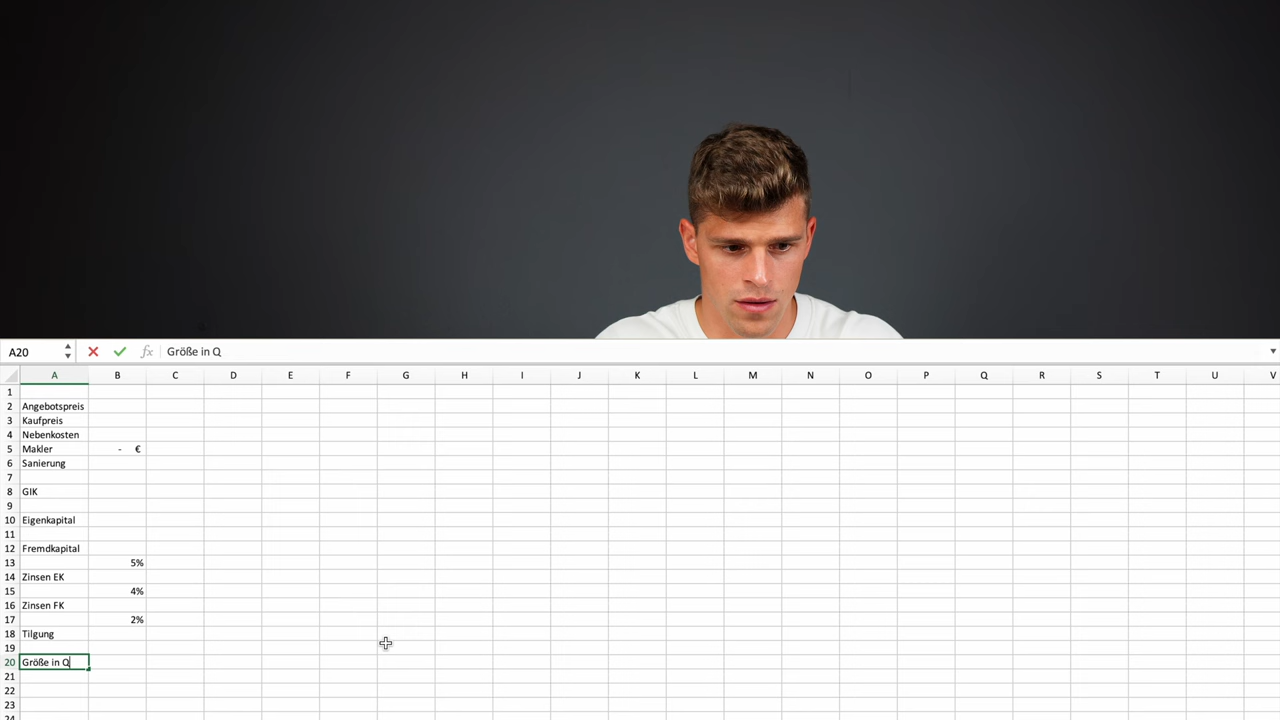 A20 fx Größe in Q
A B C D E F G H I J K L M N O P Q R S T U V
1
2 Angebotspreis
3 Kaufpreis
4 Nebenkosten
5 Makler - €
6 Sanierung
7
8 GIK
9
10 Eigenkapital
11
12 Fremdkapital
13 5%
14 Zinsen EK
15 4%
16 Zinsen FK
17 2%
18 Tilgung
19
20 Größe in Q
21
22
23
24